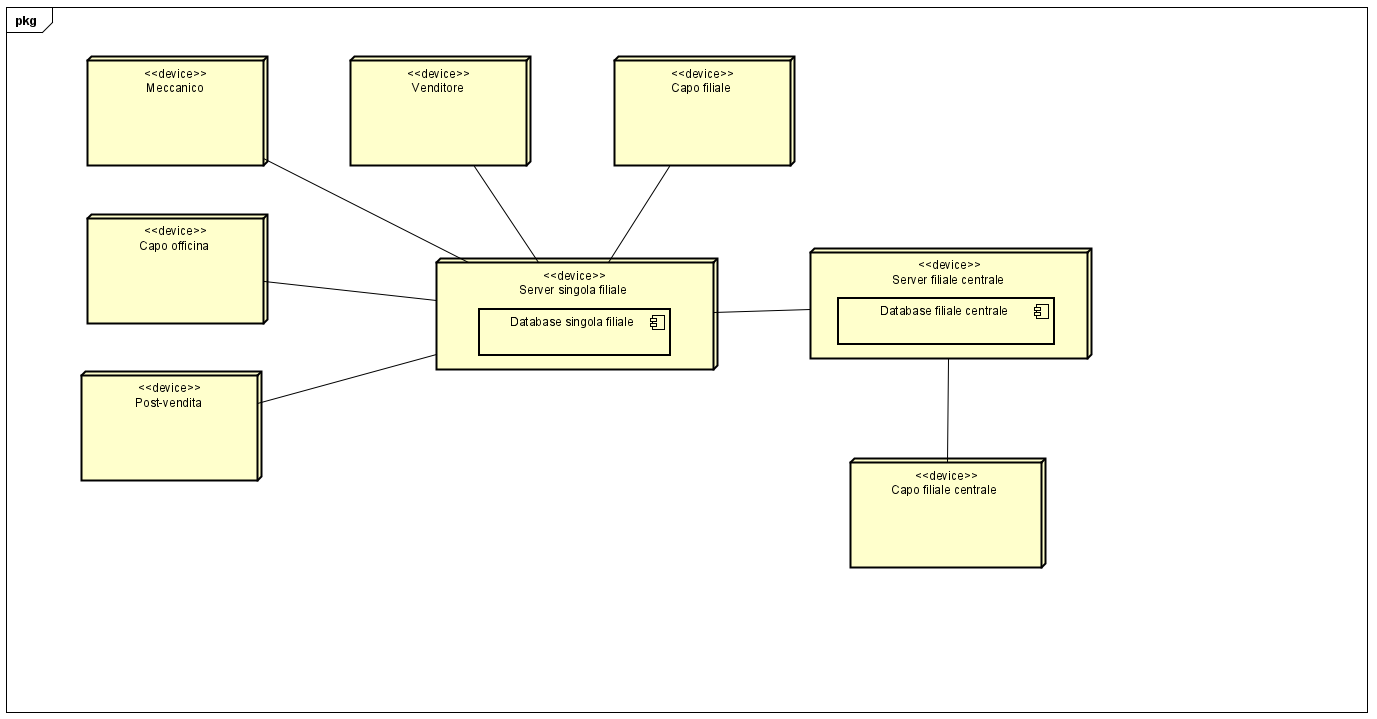 pkg
<<device>>
Meccanico
<<device>>
Venditore
<<device>>
Capo filiale
<<device>>
Capo officina
<<device>>
Server singola filiale
Database singola filiale
<<device>>
Server filiale centrale
Database filiale centrale
<<device>>
Post-vendita
<<device>>
Capo filiale centrale